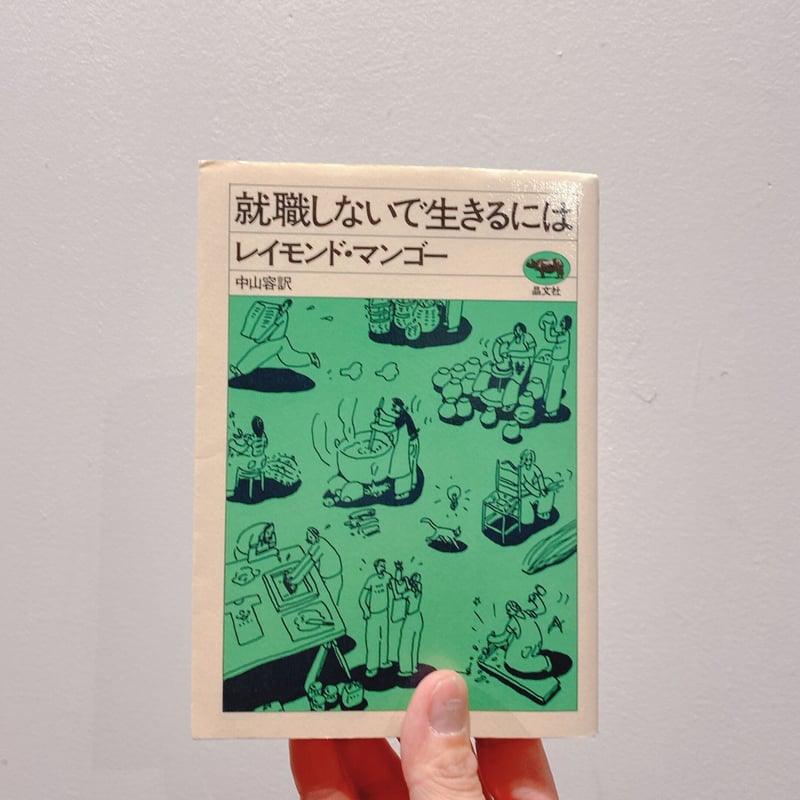 就職しないで生きるには
レイモンド・マンゴー
中山容訳
晶文社